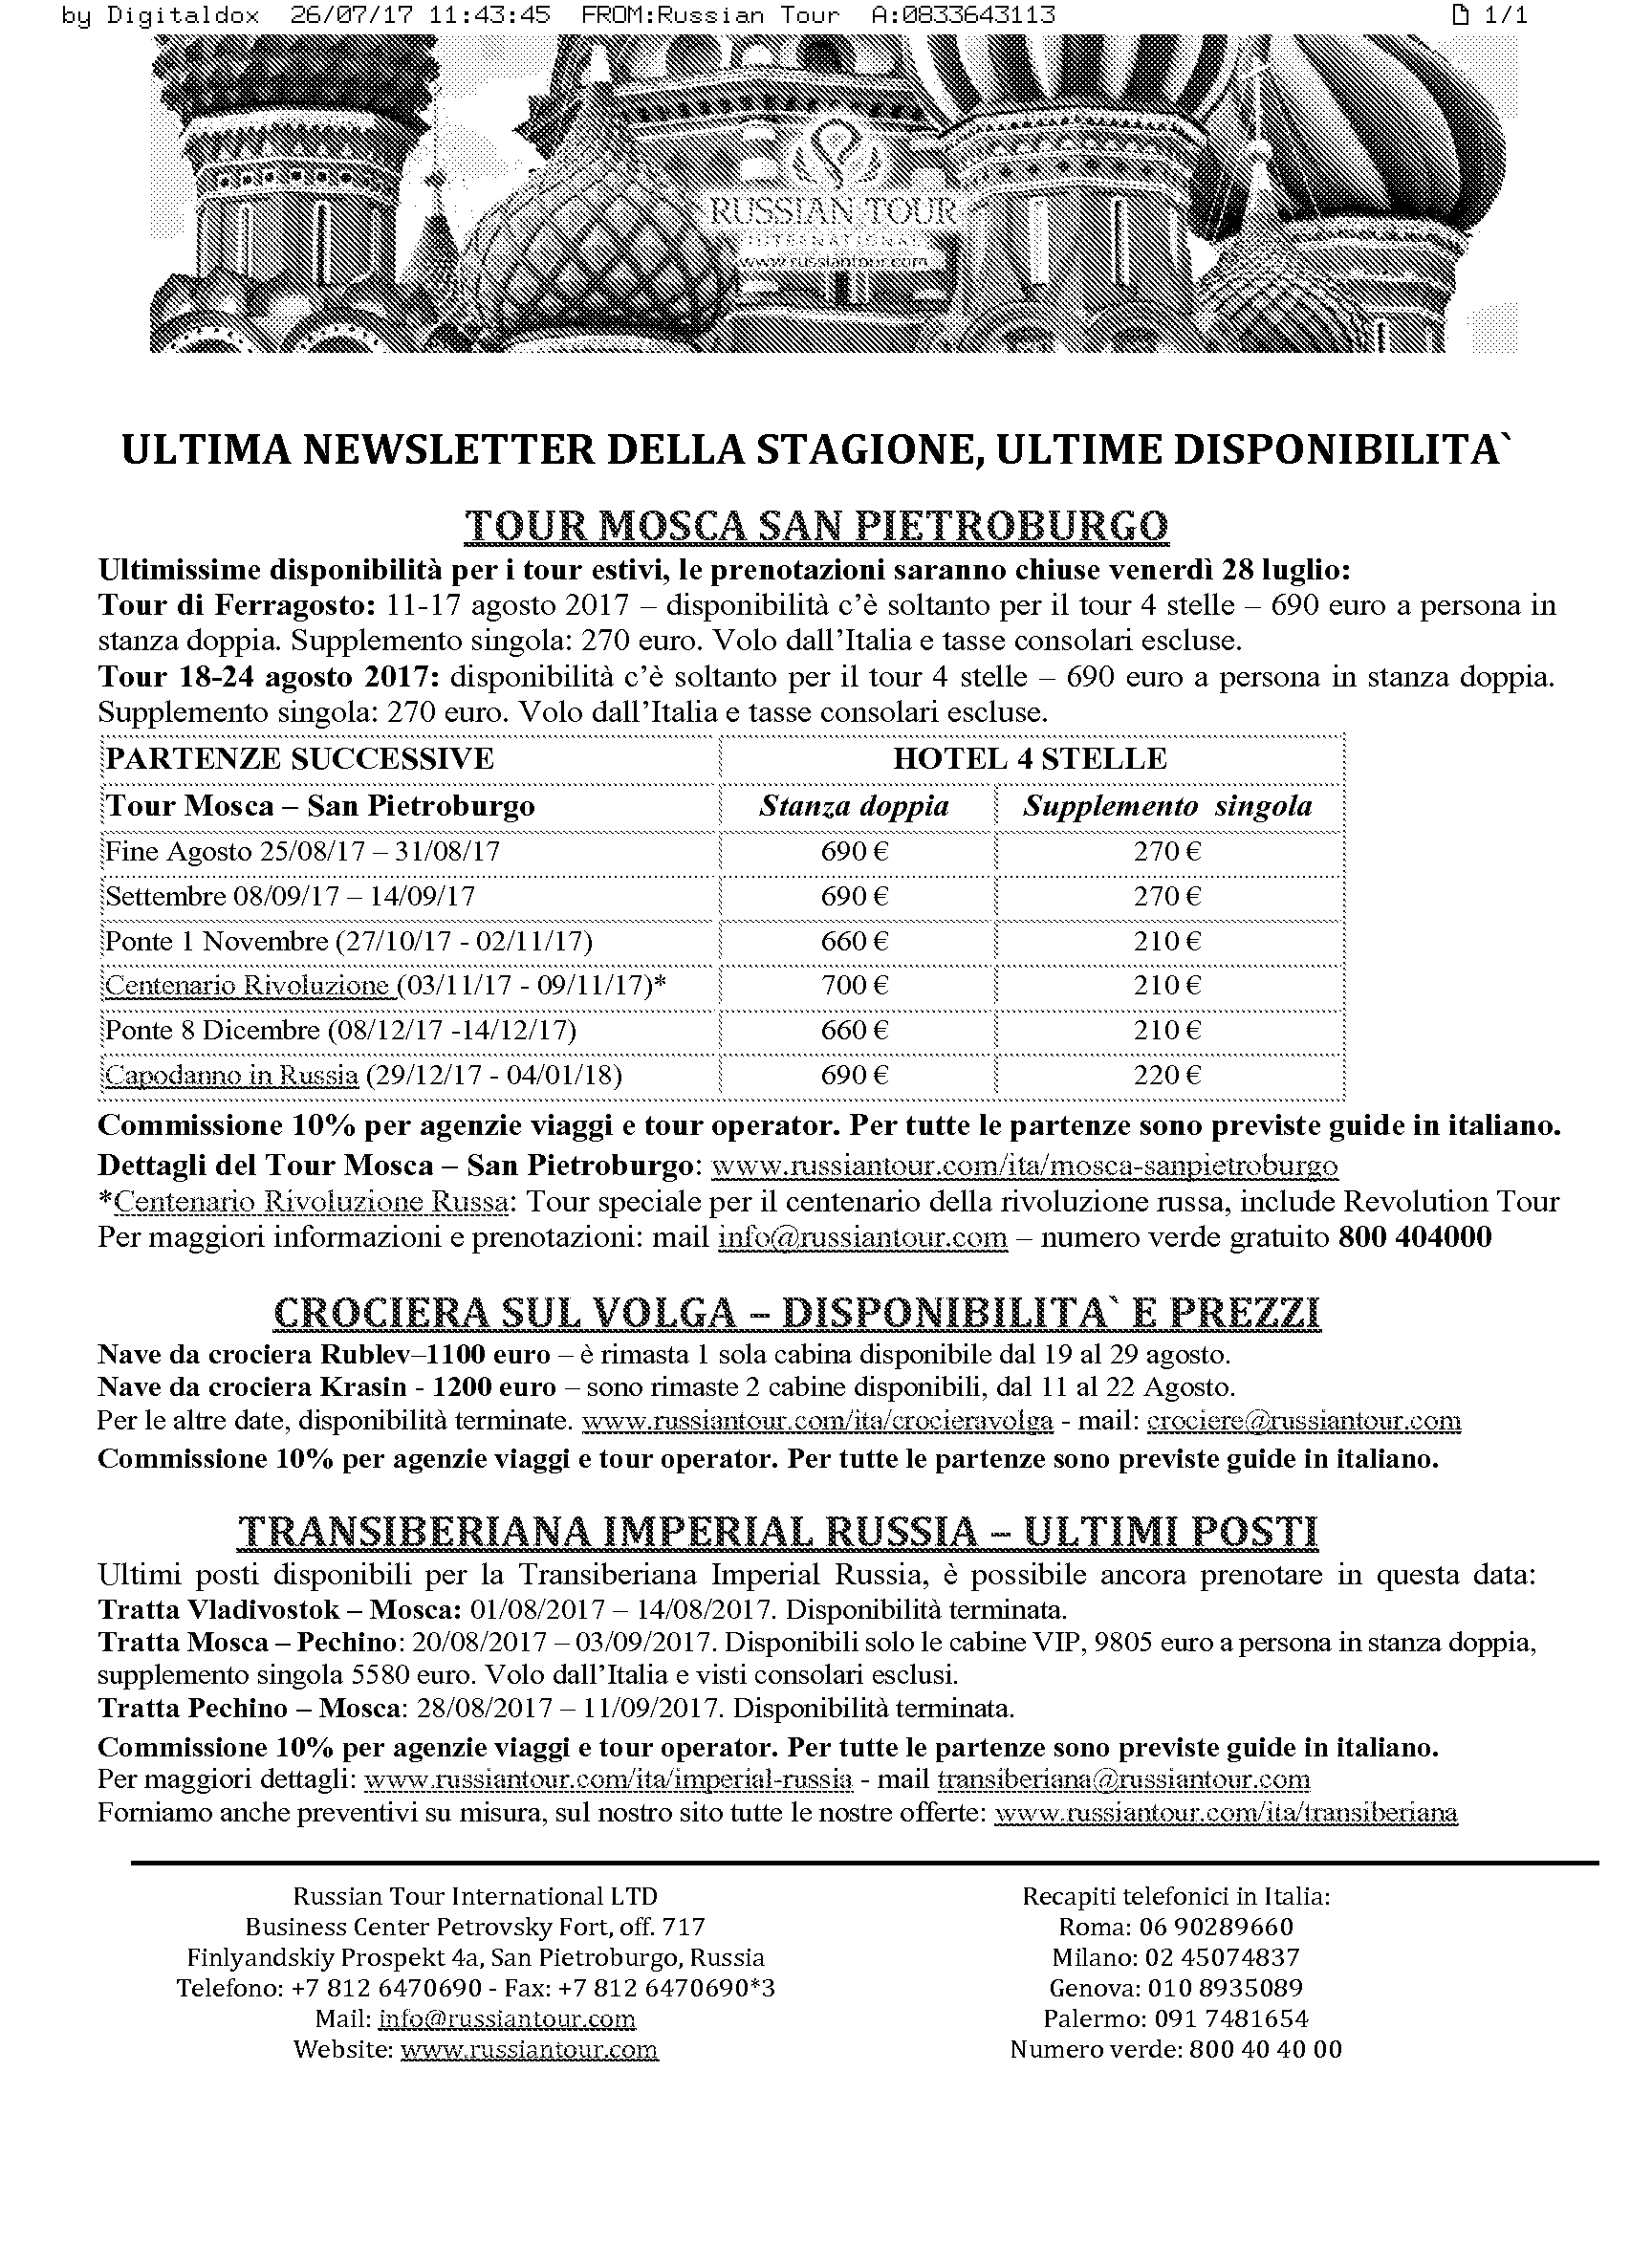 by Digitaldox 26/07/17 11:43:45 FROM:Russian Tour A:0833643113 1/1
RUSSIAN TOUR
INTERNATIONAL
www.russiantour.com
ULTIMA NEWSLETTER DELLA STAGIONE, ULTIME DISPONIBILITA`
TOUR MOSCA SAN PIETROBURGO
Ultimissime disponibilità per i tour estivi, le prenotazioni saranno chiuse venerdì 28 luglio:
Tour di Ferragosto: 11-17 agosto 2017 – disponibilità c’è soltanto per il tour 4 stelle – 690 euro a persona in
stanza doppia. Supplemento singola: 270 euro. Volo dall’Italia e tasse consolari escluse.
Tour 18-24 agosto 2017: disponibilità c’è soltanto per il tour 4 stelle – 690 euro a persona in stanza doppia.
Supplemento singola: 270 euro. Volo dall’Italia e tasse consolari escluse.
PARTENZE SUCCESSIVE HOTEL 4 STELLE
Tour Mosca – San Pietroburgo Stanza doppia Supplemento singola
Fine Agosto 25/08/17 – 31/08/17 690 € 270 €
Settembre 08/09/17 – 14/09/17 690 € 270 €
Ponte 1 Novembre (27/10/17 - 02/11/17) 660 € 210 €
Centenario Rivoluzione (03/11/17 - 09/11/17)* 700 € 210 €
Ponte 8 Dicembre (08/12/17 -14/12/17) 660 € 210 €
Capodanno in Russia (29/12/17 - 04/01/18) 690 € 220 €
Commissione 10% per agenzie viaggi e tour operator. Per tutte le partenze sono previste guide in italiano.
Dettagli del Tour Mosca – San Pietroburgo: www.russiantour.com/ita/mosca-sanpietroburgo
*Centenario Rivoluzione Russa: Tour speciale per il centenario della rivoluzione russa, include Revolution Tour
Per maggiori informazioni e prenotazioni: mail info@russiantour.com – numero verde gratuito 800 404000
CROCIERA SUL VOLGA – DISPONIBILITA` E PREZZI
Nave da crociera Rublev–1100 euro – è rimasta 1 sola cabina disponibile dal 19 al 29 agosto.
Nave da crociera Krasin - 1200 euro – sono rimaste 2 cabine disponibili, dal 11 al 22 Agosto.
Per le altre date, disponibilità terminate. www.russiantour.com/ita/crocieravolga - mail: crociere@russiantour.com
Commissione 10% per agenzie viaggi e tour operator. Per tutte le partenze sono previste guide in italiano.
TRANSIBERIANA IMPERIAL RUSSIA – ULTIMI POSTI
Ultimi posti disponibili per la Transiberiana Imperial Russia, è possibile ancora prenotare in questa data:
Tratta Vladivostok – Mosca: 01/08/2017 – 14/08/2017. Disponibilità terminata.
Tratta Mosca – Pechino: 20/08/2017 – 03/09/2017. Disponibili solo le cabine VIP, 9805 euro a persona in stanza doppia,
supplemento singola 5580 euro. Volo dall’Italia e visti consolari esclusi.
Tratta Pechino – Mosca: 28/08/2017 – 11/09/2017. Disponibilità terminata.
Commissione 10% per agenzie viaggi e tour operator. Per tutte le partenze sono previste guide in italiano.
Per maggiori dettagli: www.russiantour.com/ita/imperial-russia - mail transiberiana@russiantour.com
Forniamo anche preventivi su misura, sul nostro sito tutte le nostre offerte: www.russiantour.com/ita/transiberiana
Russian Tour International LTD
Business Center Petrovsky Fort, off. 717
Finlyandskiy Prospekt 4a, San Pietroburgo, Russia
Telefono: +7 812 6470690 - Fax: +7 812 6470690*3
Mail: info@russiantour.com
Website: www.russiantour.com
Recapiti telefonici in Italia:
Roma: 06 90289660
Milano: 02 45074837
Genova: 010 8935089
Palermo: 091 7481654
Numero verde: 800 40 40 00